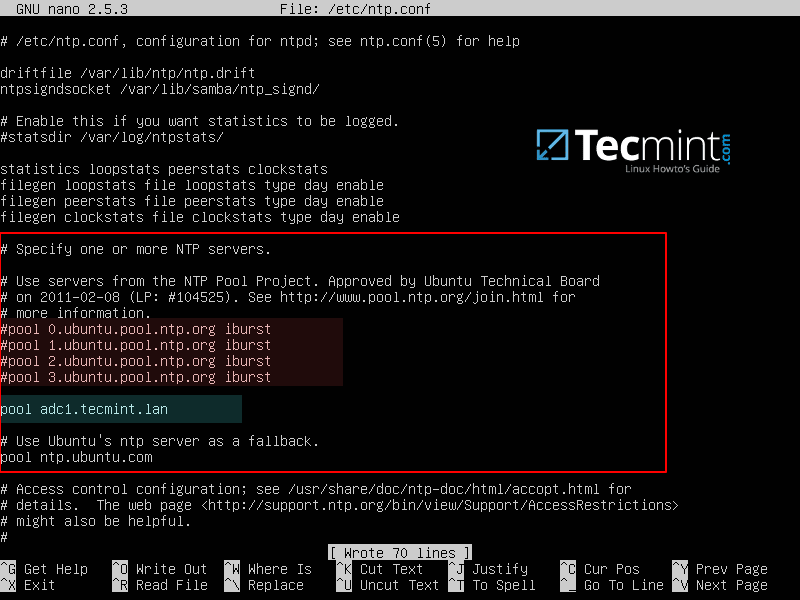 GNU nano 2.5.3 File: /etc/ntp.conf
# /etc/ntp.conf, configuration for ntpd; see ntp.conf(5) for help
driftfile /var/lib/ntp/ntp.drift
ntpsigndsocket /var/lib/samba/ntp_signd/
# Enable this if you want statistics to be logged.
#statsdir /var/log/ntpstats/
Tecmint.com
Linux Howto's Guide
statistics loopstats peerstats clockstats
filegen loopstats file loopstats type day enable
filegen peerstats file peerstats type day enable
filegen clockstats file clockstats type day enable
# Specify one or more NTP servers.
# Use servers from the NTP Pool Project. Approved by Ubuntu Technical Board
# on 2011-02-08 (LP: #104525). See http://www.pool.ntp.org/join.html for
# more information.
#pool 0.ubuntu.pool.ntp.org iburst
#pool 1.ubuntu.pool.ntp.org iburst
#pool 2.ubuntu.pool.ntp.org iburst
#pool 3.ubuntu.pool.ntp.org iburst
pool adc1.tecmint.lan
# Use Ubuntu's ntp server as a fallback.
pool ntp.ubuntu.com
# Access control configuration; see /usr/share/doc/ntp-doc/html/accopt.html for
# details.  The web page <http://support.ntp.org/bin/view/Support/AccessRestrictions>
# might also be helpful.
#
[ Wrote 70 lines ]
^G Get Help ^O Write Out ^W Where Is ^K Cut Text ^J Justify ^C Cur Pos ^Y Prev Page
^X Exit ^R Read File ^\ Replace ^U Uncut Text ^T To Spell ^_ Go To Line ^V Next Page